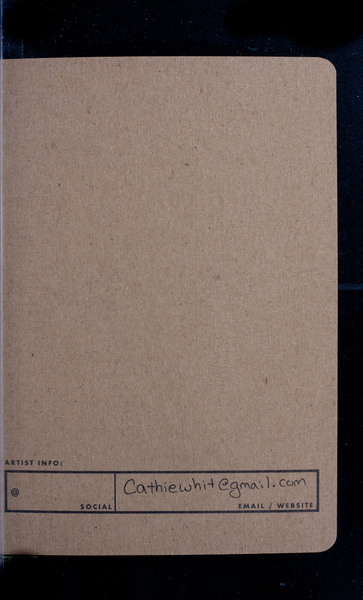 ARTIST INFO:
Cathiewhit@gmail.com
@
SOCIAL
EMAIL / WEBSITE